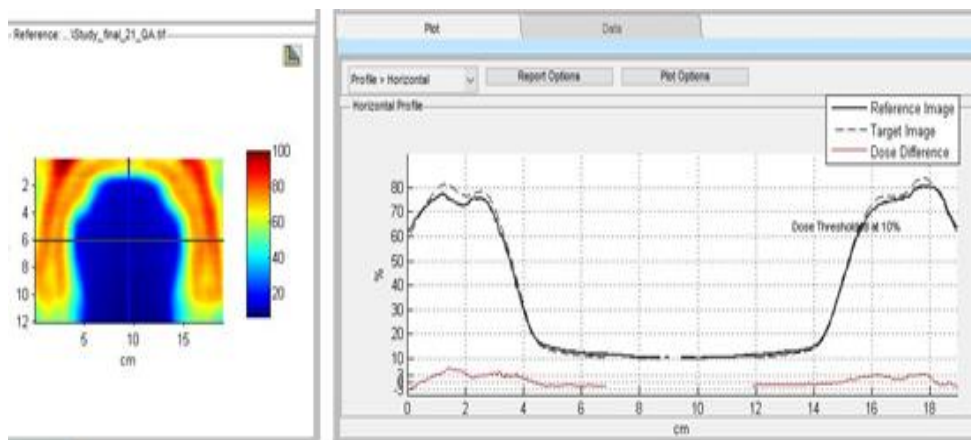 Reference: ...\Study_final_21_QA.tif
2
4
6
8
10
12
5 10 15
cm
100
80
60
40
20
Plot Data
Profile > Horizontal Report Options Plot Options
Horizontal Profile
Reference Image
Target Image
Dose Difference
Dose Thresholded at 10%
80
70
60
50
40
30
20
10
%
0 2 4 6 8 10 12 14 16 18
cm